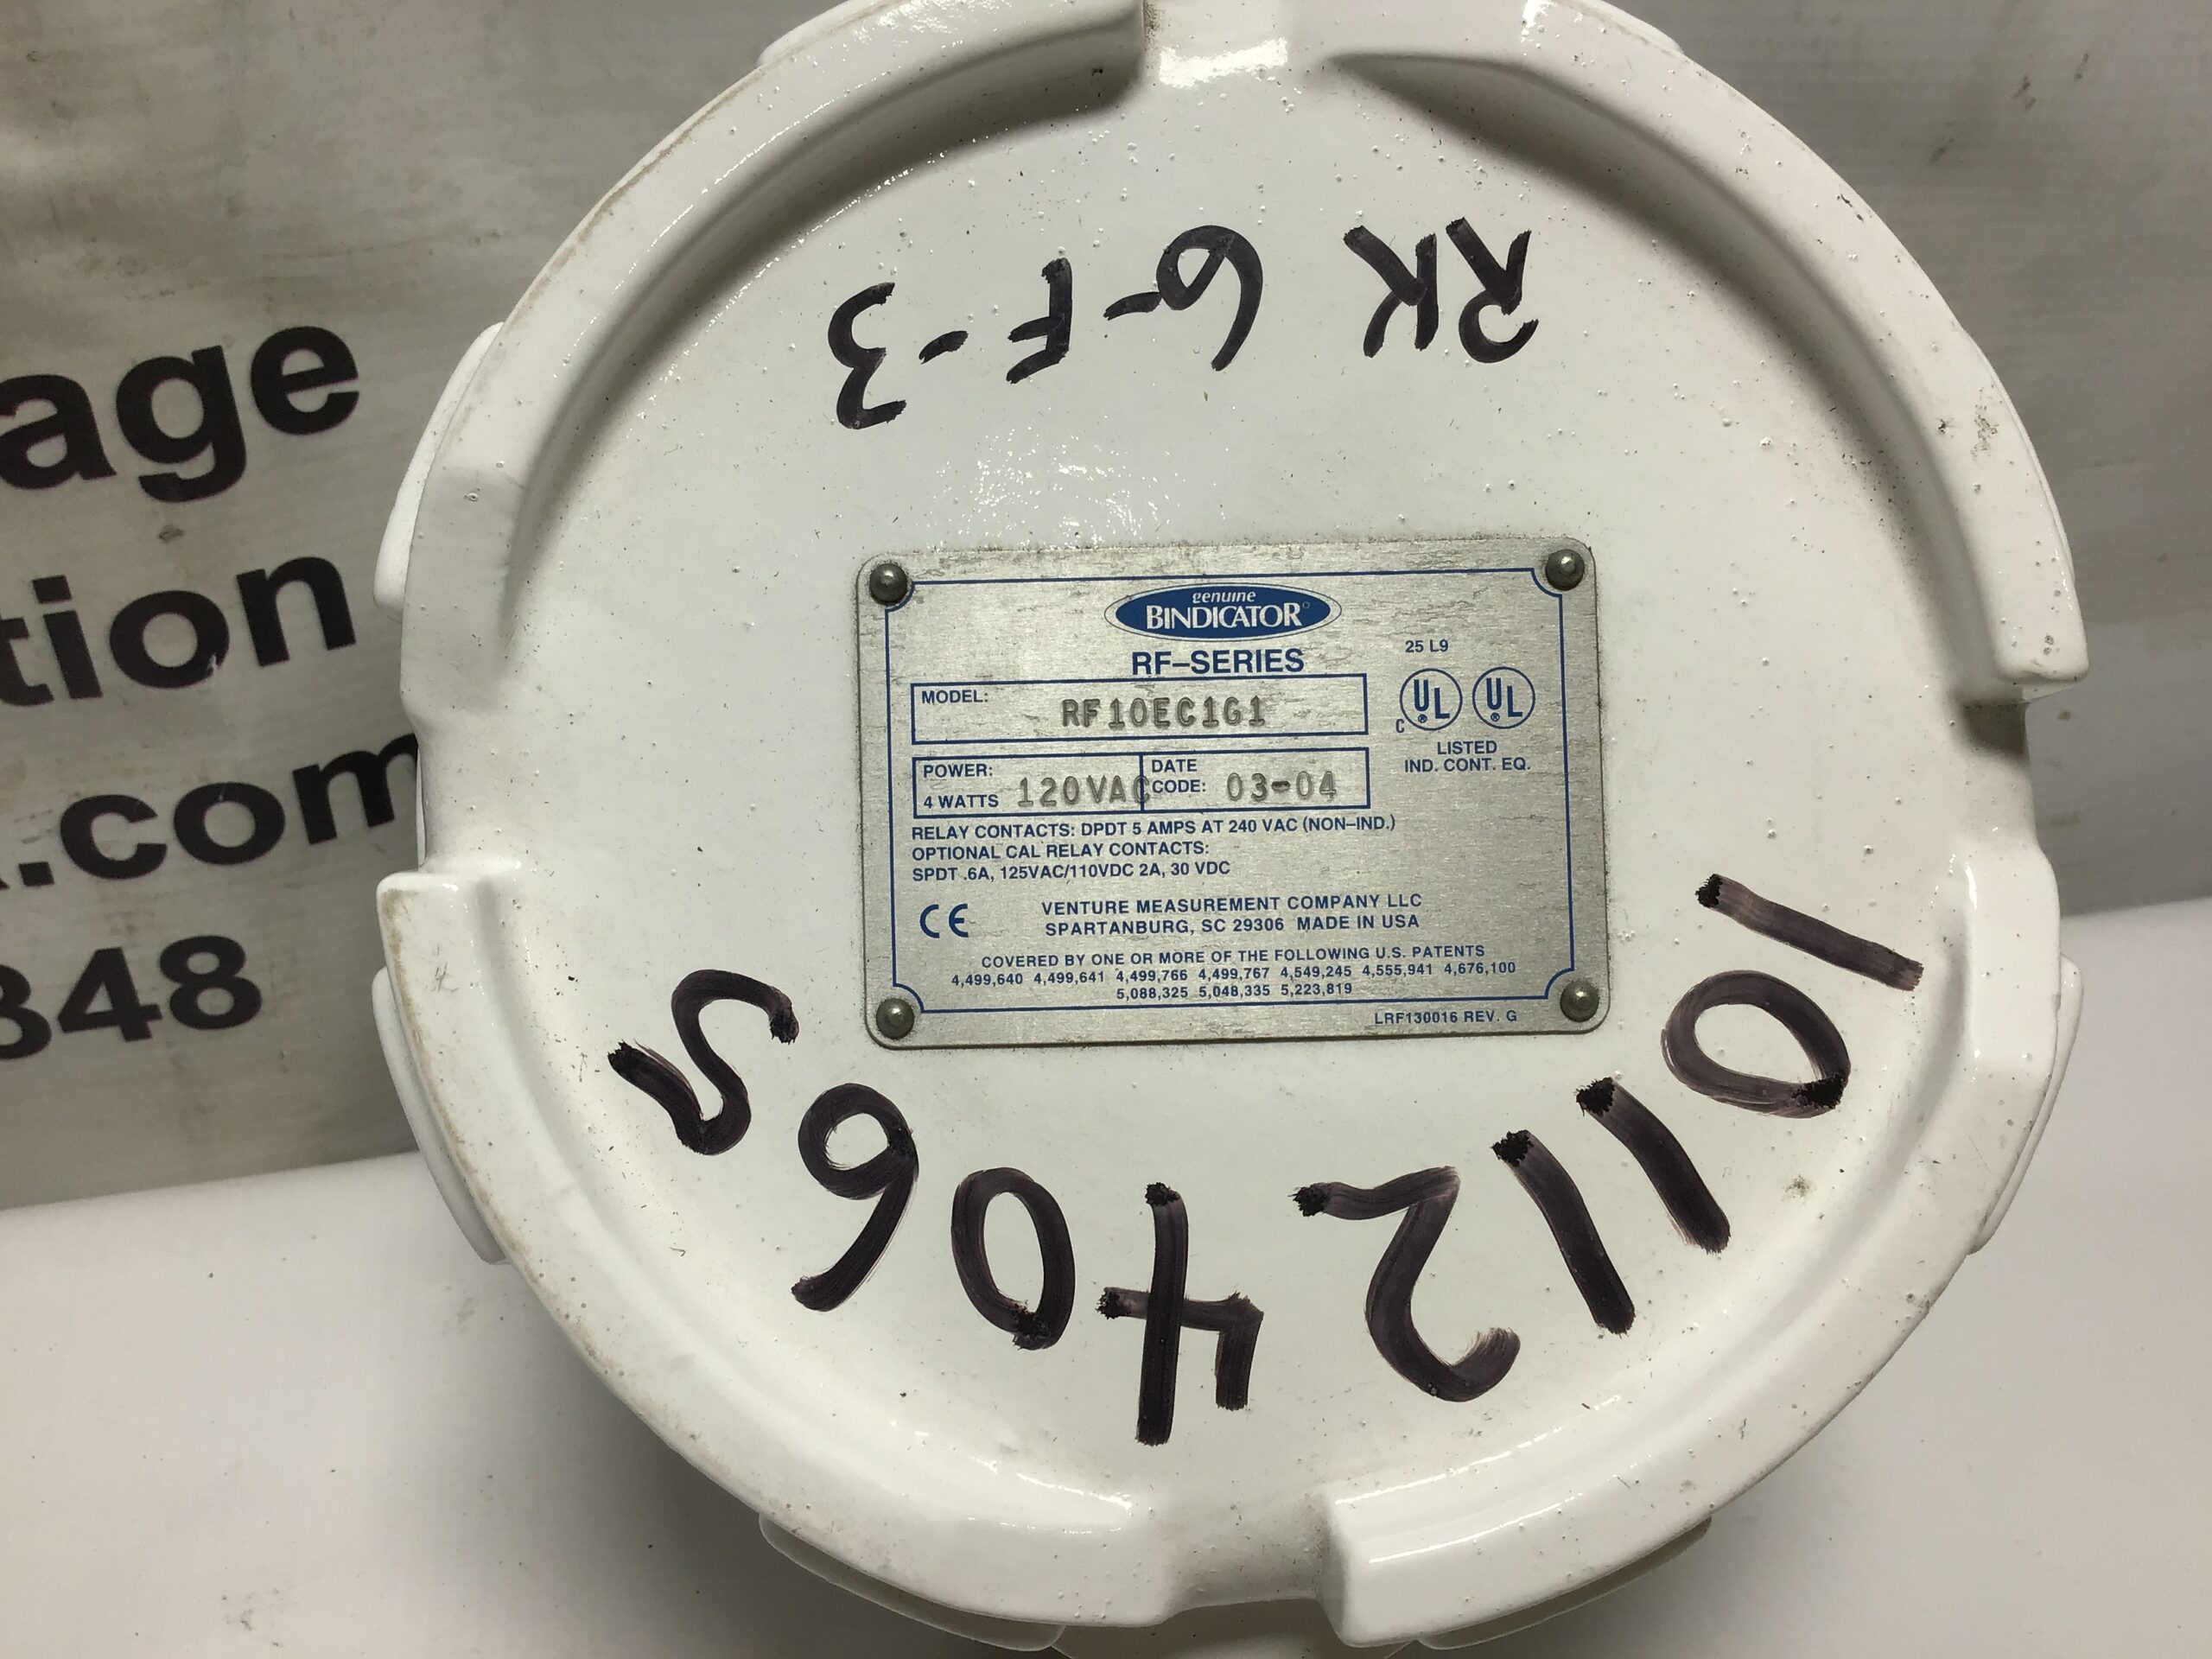 age
tion
.com
848
RK 6-F-3
genuine
BINDICATOR
RF–SERIES
25 L9
MODEL: RF10EC1G1
C UL UL
LISTED
IND. CONT. EQ.
POWER: 4 WATTS 120VAC
DATE CODE: 03-04
RELAY CONTACTS: DPDT 5 AMPS AT 240 VAC (NON–IND.)
OPTIONAL CAL RELAY CONTACTS:
SPDT .6A, 125VAC/110VDC 2A, 30 VDC
CE
VENTURE MEASUREMENT COMPANY LLC
SPARTANBURG, SC 29306 MADE IN USA
COVERED BY ONE OR MORE OF THE FOLLOWING U.S. PATENTS
4,499,640 4,499,641 4,499,766 4,499,767 4,549,245 4,555,941 4,676,100
5,088,325 5,048,335 5,223,819
LRF130016 REV. G
101124065